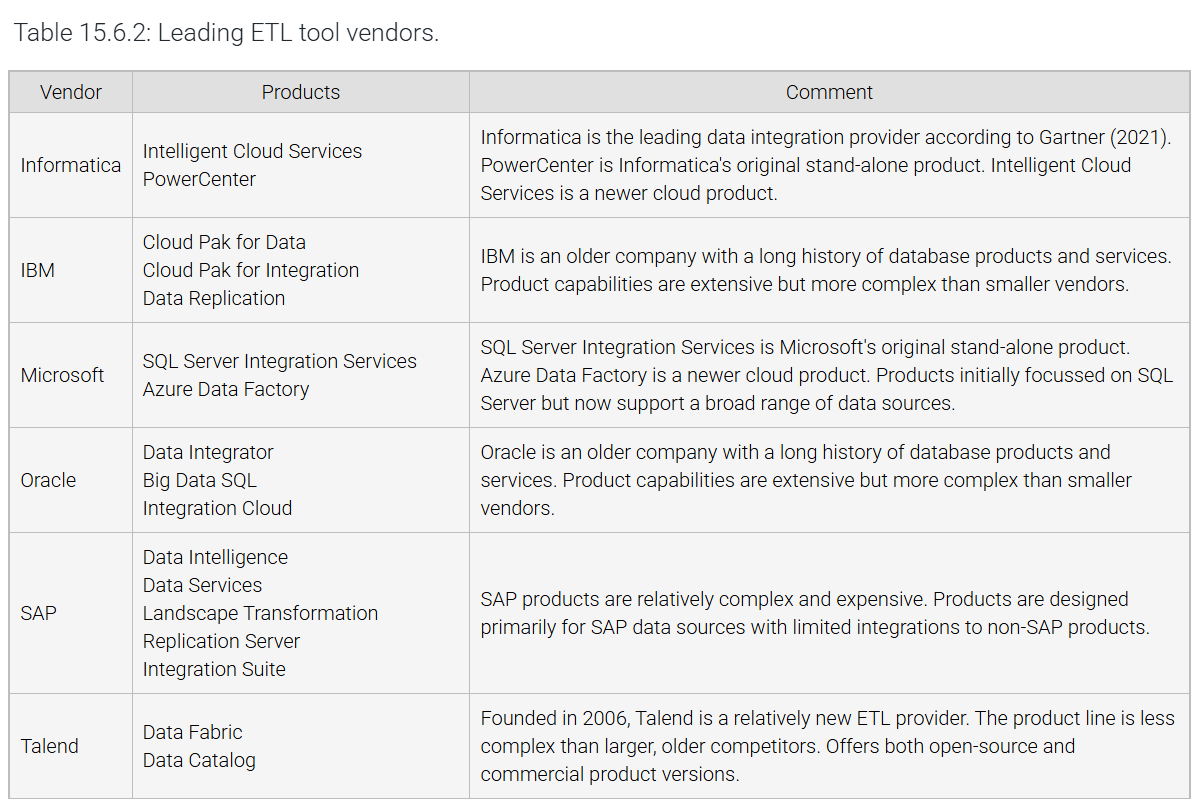 Table 15.6.2: Leading ETL tool vendors.
Vendor
Products
Comment
Informatica
Intelligent Cloud Services
PowerCenter
Informatica is the leading data integration provider according to Gartner (2021).
PowerCenter is Informatica's original stand-alone product. Intelligent Cloud
Services is a newer cloud product.
IBM
Cloud Pak for Data
Cloud Pak for Integration
Data Replication
IBM is an older company with a long history of database products and services.
Product capabilities are extensive but more complex than smaller vendors.
Microsoft
SQL Server Integration Services
Azure Data Factory
SQL Server Integration Services is Microsoft's original stand-alone product.
Azure Data Factory is a newer cloud product. Products initially focussed on SQL
Server but now support a broad range of data sources.
Oracle
Data Integrator
Big Data SQL
Integration Cloud
Oracle is an older company with a long history of database products and
services. Product capabilities are extensive but more complex than smaller
vendors.
SAP
Data Intelligence
Data Services
Landscape Transformation
Replication Server
Integration Suite
SAP products are relatively complex and expensive. Products are designed
primarily for SAP data sources with limited integrations to non-SAP products.
Talend
Data Fabric
Data Catalog
Founded in 2006, Talend is a relatively new ETL provider. The product line is less
complex than larger, older competitors. Offers both open-source and
commercial product versions.